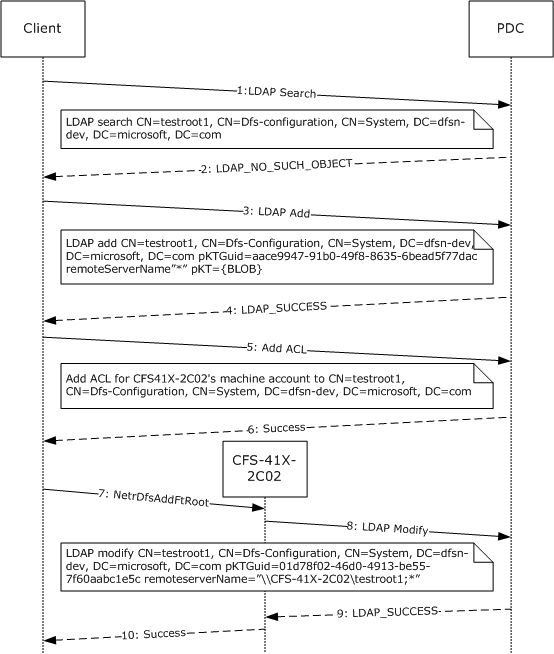 Client
PDC
1:LDAP Search
LDAP search CN=testroot1, CN=Dfs-configuration, CN=System, DC=dfsn-
dev, DC=microsoft, DC=com
2: LDAP_NO_SUCH_OBJECT
3: LDAP Add
LDAP add CN=testroot1, CN=Dfs-Configuration, CN=System, DC=dfsn-dev,
DC=microsoft, DC=com pKTGuid=aace9947-91b0-49f8-8635-6bead5f77dac
remoteServerName”*” pKT={BLOB}
4: LDAP_SUCCESS
5: Add ACL
Add ACL for CFS41X-2C02's machine account to CN=testroot1,
CN=Dfs-Configuration, CN=System, DC=dfsn-dev, DC=microsoft, DC=com
6: Success
CFS-41X-
2C02
7: NetrDfsAddFtRoot
8: LDAP Modify
LDAP modify CN=testroot1, CN=Dfs-Configuration, CN=System, DC=dfsn-
dev, DC=microsoft, DC=com pKTGuid=01d78f02-46d0-4913-be55-
7f60aabc1e5c remoteserverName=”\\CFS-41X-2C02\testroot1;*”
9: LDAP_SUCCESS
10: Success